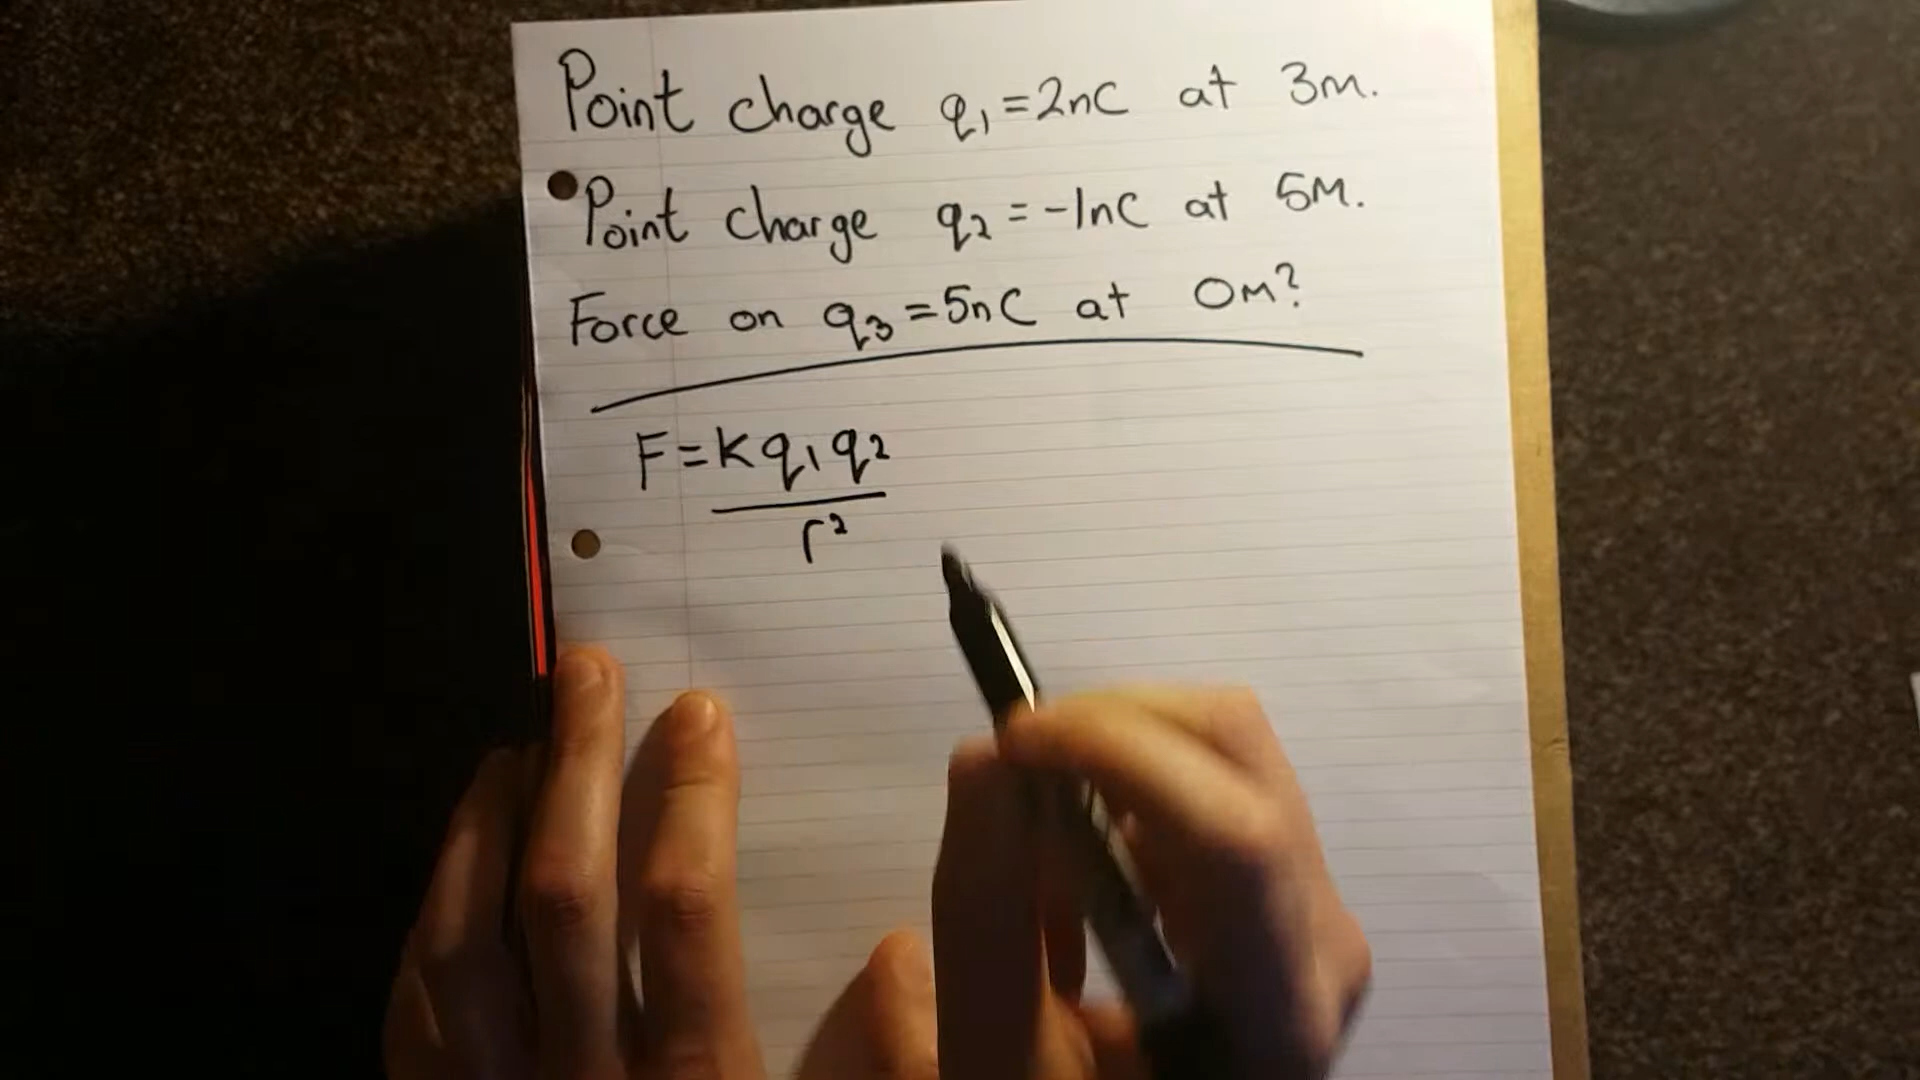 Point charge q₁ = 2nC at 3m.
Point charge q₂ = -1nC at 5m.
Force on q₃ = 5nC at 0m?
F = kq₁q₂
r²